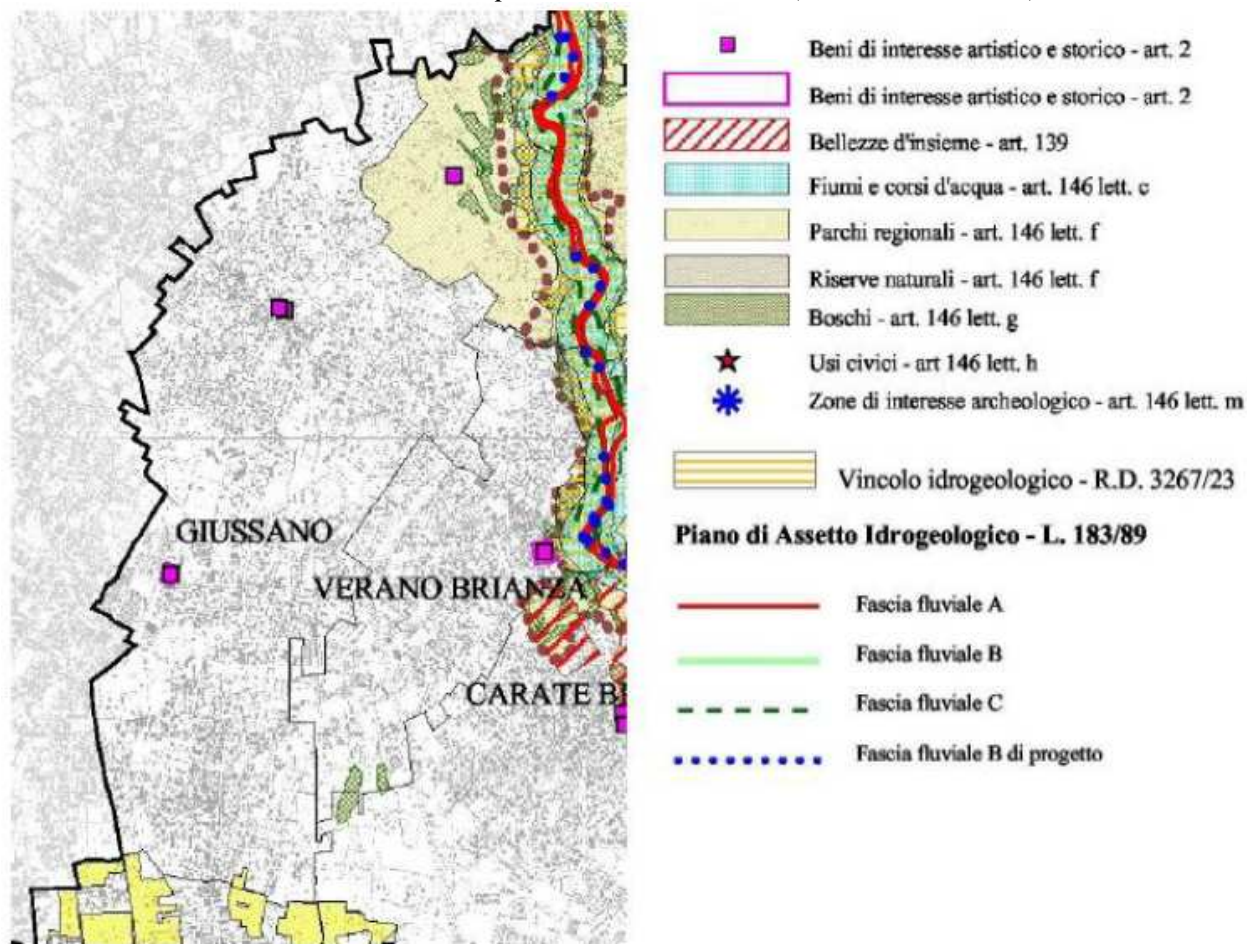 GIUSSANO
VERANO BRIANZA
CARATE B
Beni di interesse artistico e storico - art. 2
Beni di interesse artistico e storico - art. 2
Bellezze d'insieme - art. 139
Fiumi e corsi d'acqua - art. 146 lett. c
Parchi regionali - art. 146 lett. f
Riserve naturali - art. 146 lett. f
Boschi - art. 146 lett. g
Usi civici - art 146 lett. h
Zone di interesse archeologico - art. 146 lett. m
Vincolo idrogeologico - R.D. 3267/23
Piano di Assetto Idrogeologico - L. 183/89
Fascia fluviale A
Fascia fluviale B
Fascia fluviale C
Fascia fluviale B di progetto